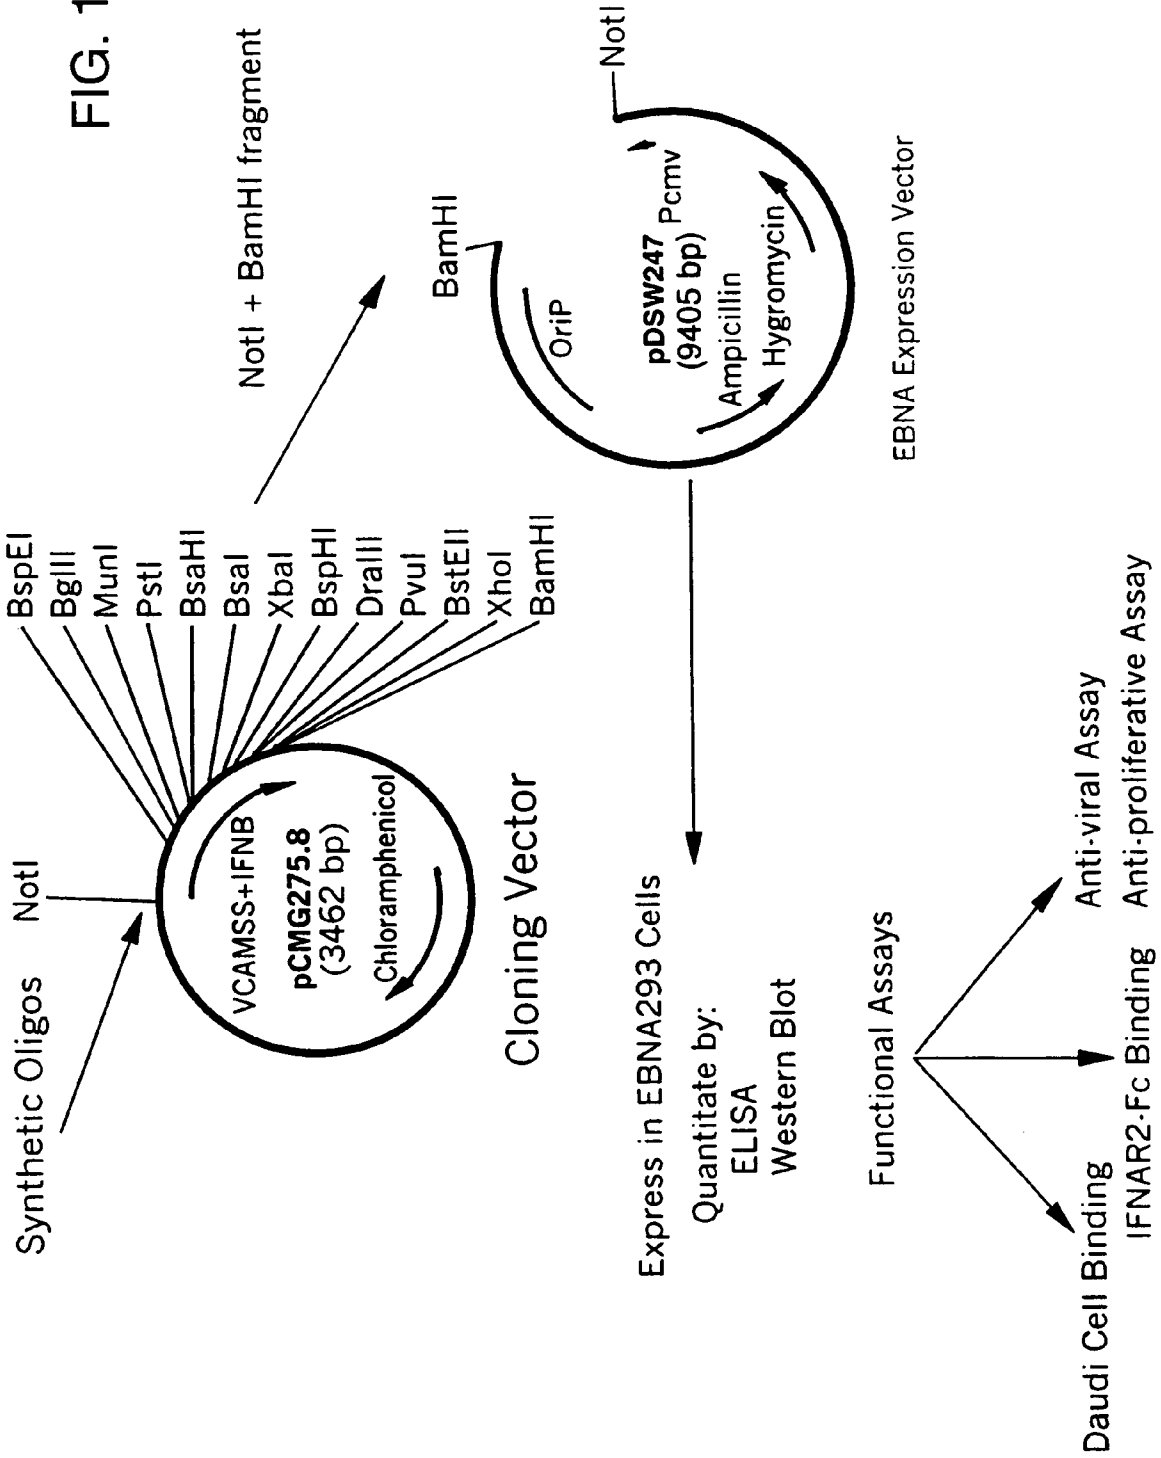 FIG. 1
Synthetic Oligos
NotI
BspEI
BglII
MunI
PstI
BsaHI
BsaI
XbaI
BspHI
DraIII
PvuI
BstEII
XhoI
BamHI
VCAMSS+IFNB
pCMG275.8
(3462 bp)
Chloramphenicol
Cloning Vector
NotI + BamHI fragment
BamHI
NotI
OriP
Pcmv
pDSW247
(9405 bp)
Ampicillin
Hygromycin
EBNA Expression Vector
Express in EBNA293 Cells
Quantitate by:
ELISA
Western Blot
Functional Assays
Daudi Cell Binding
IFNAR2-Fc Binding
Anti-viral Assay
Anti-proliferative Assay